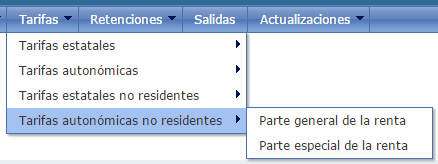 Tarifas Retenciones Salidas Actualizaciones
Tarifas estatales
Tarifas autonómicas
Tarifas estatales no residentes
Tarifas autonómicas no residentes
Parte general de la renta
Parte especial de la renta